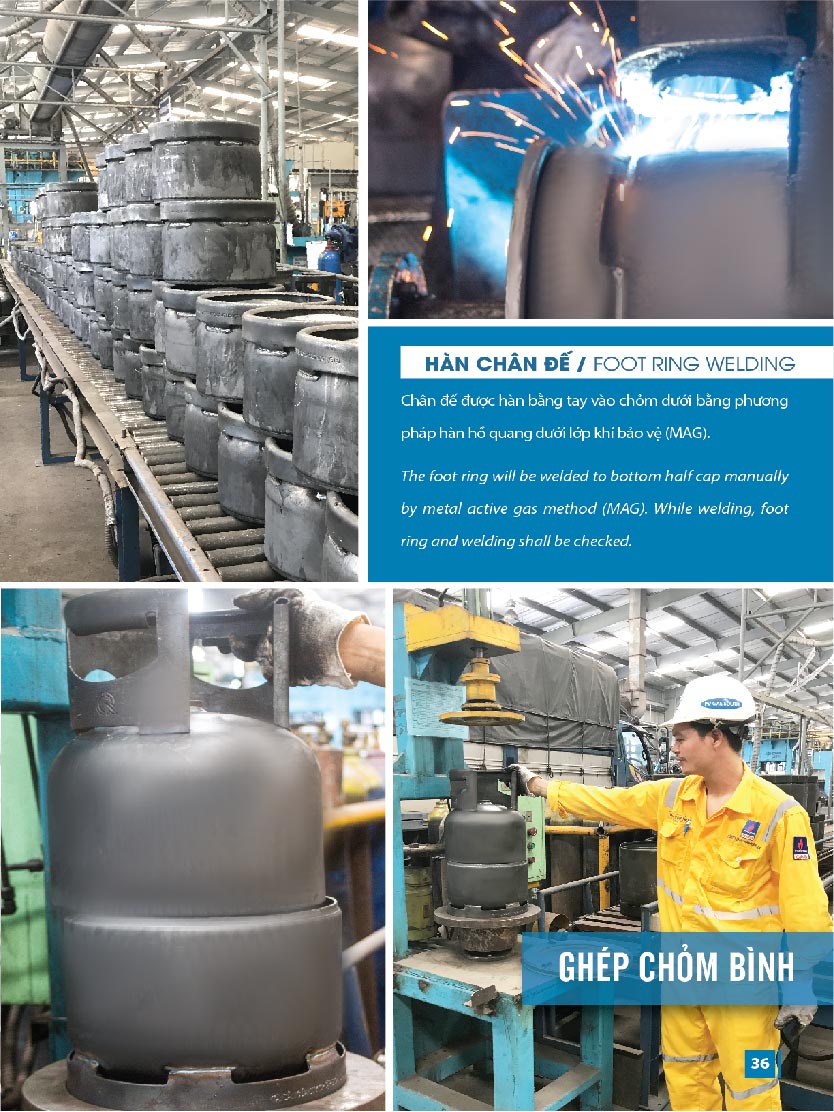 HÀN CHÂN ĐẾ / FOOT RING WELDING
Chân đế được hàn bằng tay vào chỏm dưới bằng phương
pháp hàn hồ quang dưới lớp khí bảo vệ (MAG).
The foot ring will be welded to bottom half cap manually
by metal active gas method (MAG). While welding, foot
ring and welding shall be checked.
GHÉP CHỎM BÌNH
36